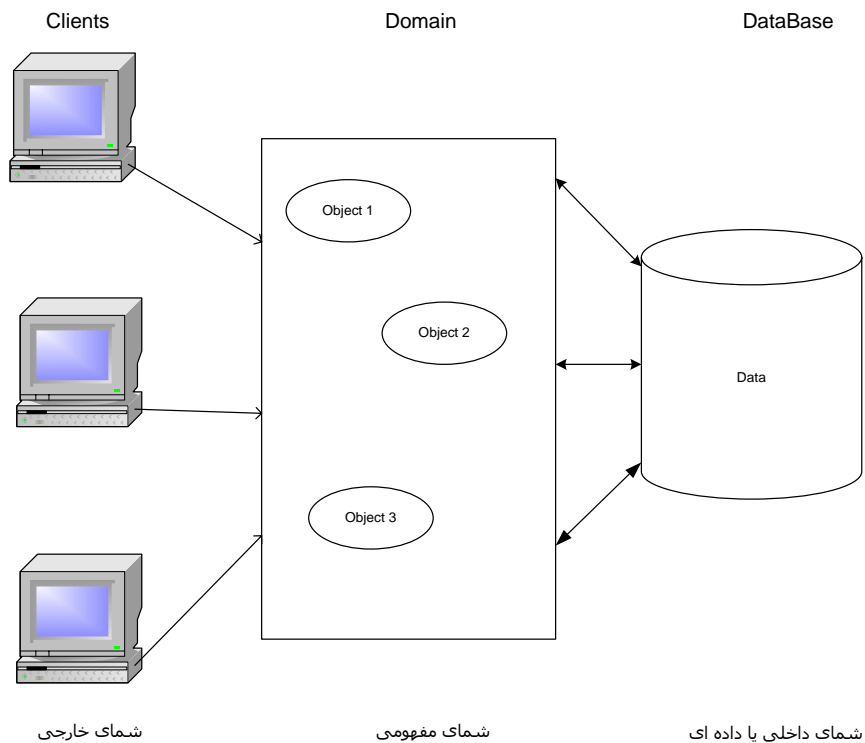 Clients
Domain
DataBase
Object 1
Object 2
Data
Object 3
شمای خارجی
شمای مفهومی
شمای داخلی یا داده ای